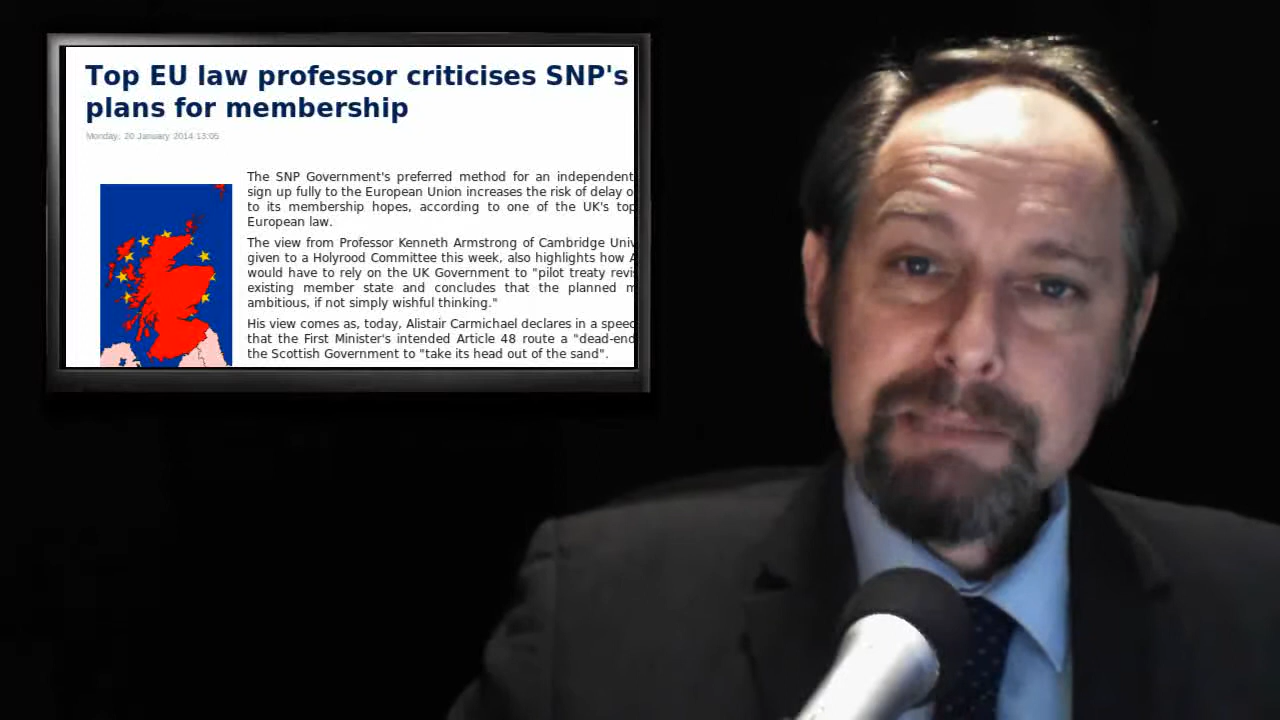 Top EU law professor criticises SNP's
plans for membership
Monday, 20 January 2014 13:05
The SNP Government's preferred method for an independent
sign up fully to the European Union increases the risk of delay
to its membership hopes, according to one of the UK's top
European law.
The view from Professor Kenneth Armstrong of Cambridge
given to a Holyrood Committee this week, also highlights how
would have to rely on the UK Government to "pilot treaty
existing member state and concludes that the planned
ambitious, if not simply wishful thinking."
His view comes as, today, Alistair Carmichael declares in a
that the First Minister's intended Article 48 route a
the Scottish Government to "take its head out of the sand".